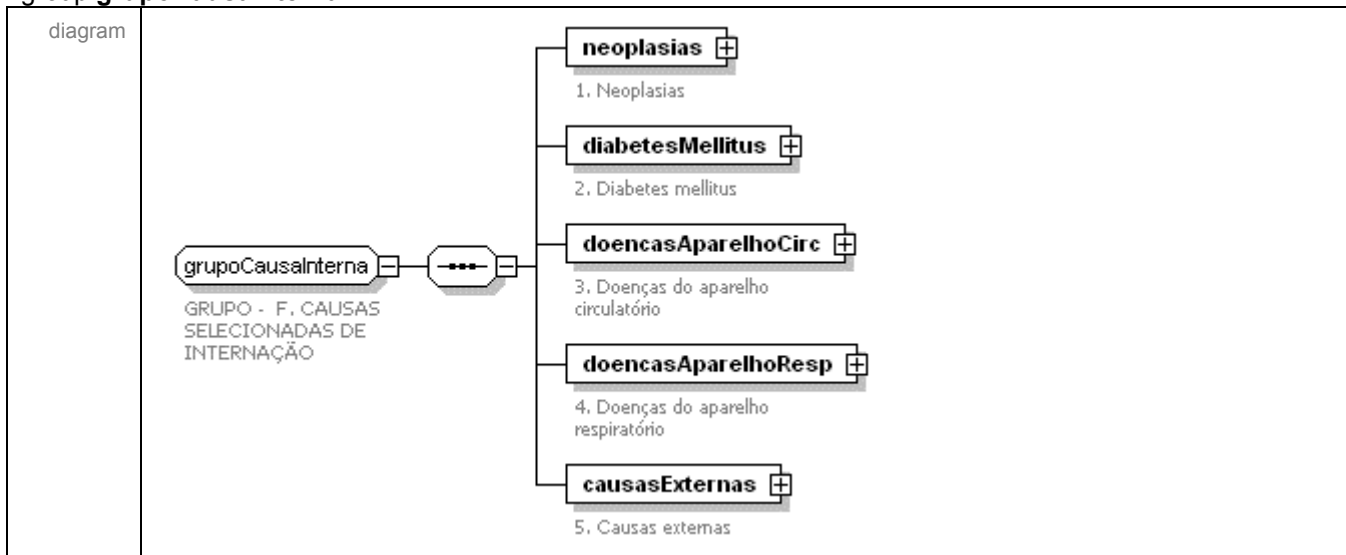 diagram
neoplasias
1. Neoplasias
diabetesMellitus
2. Diabetes mellitus
doencasAparelhoCirc
3. Doenças do aparelho
circulatório
grupoCausaInterna
GRUPO - F. CAUSAS
SELECIONADAS DE
INTERNAÇÃO
doencasAparelhoResp
4. Doenças do aparelho
respiratório
causasExternas
5. Causas externas